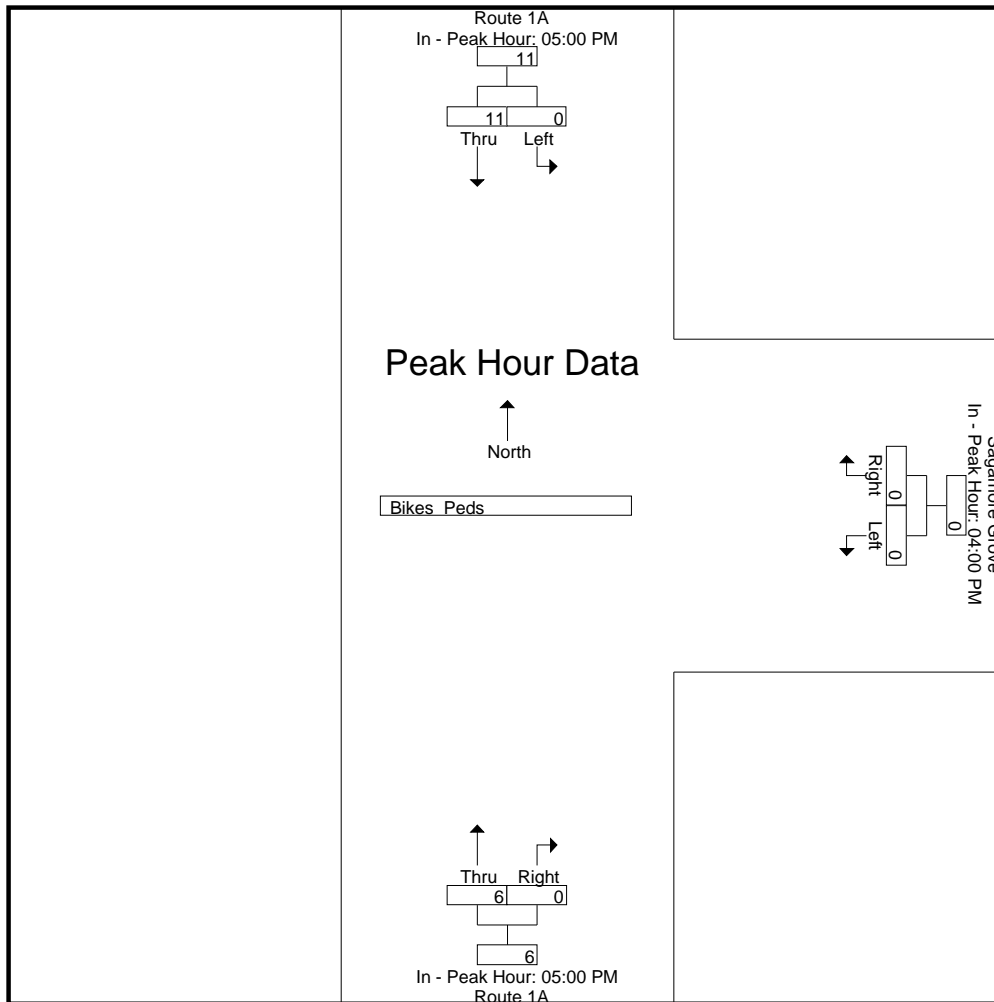 Route 1A
In - Peak Hour: 05:00 PM
11
11 0
Thru Left
Peak Hour Data
North
Bikes Peds
Sagamore Grove
In - Peak Hour: 04:00 PM
0
Right Left
0 0
Thru Right
6 0
6
In - Peak Hour: 05:00 PM
Route 1A